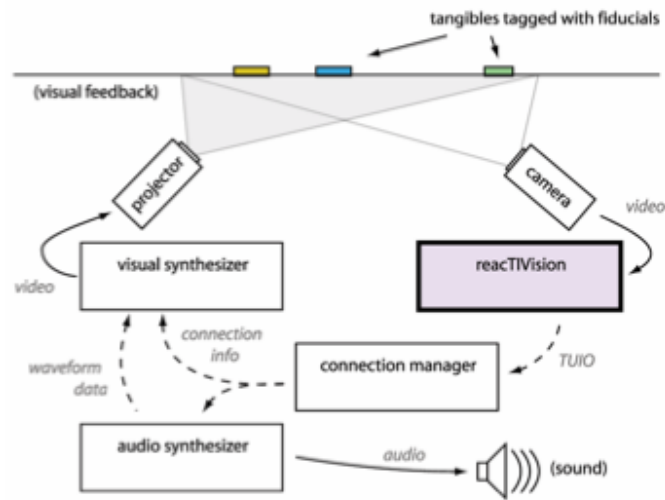 tangibles tagged with fiducials
(visual feedback)
projector
camera
video
visual synthesizer
reacTIVision
video
connection
info
waveform
data
connection manager
TUIO
audio synthesizer
audio
(sound)